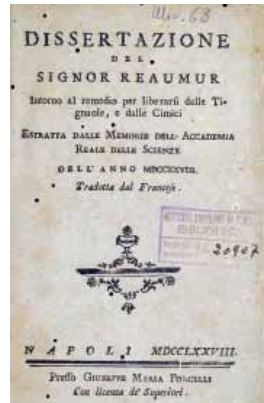 DISSERTAZIONE
DEL
SIGNOR REAUMUR
Intorno al rimedio per liberarsi dalle Ti-
gnuole, e dalle Cimici
ESTRATTA DALLE MEMORIE DELL' ACCADEMIA
REALE DELLE SCIENZE
DELL' ANNO MDCCXXVIII.
Tradotta dal Francese.
20907
NAPOLI MDCCLXXVIII.
Presso GIUSEPPE MARIA PORCELLI
Con licenza de' Superiori.